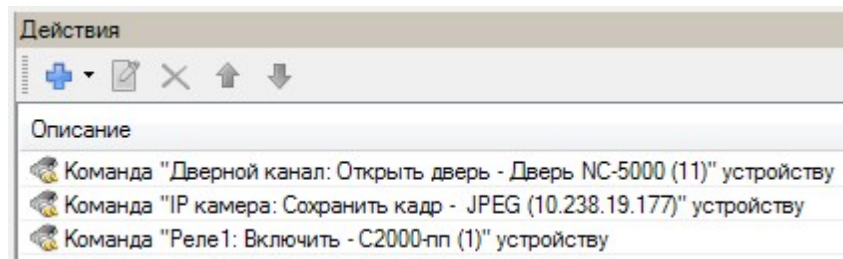 Действия
Описание
Команда "Дверной канал: Открыть дверь - Дверь NC-5000 (11)" устройству
Команда "IP камера: Сохранить кадр - JPEG (10.238.19.177)" устройству
Команда "Реле1: Включить - С2000-пп (1)" устройству